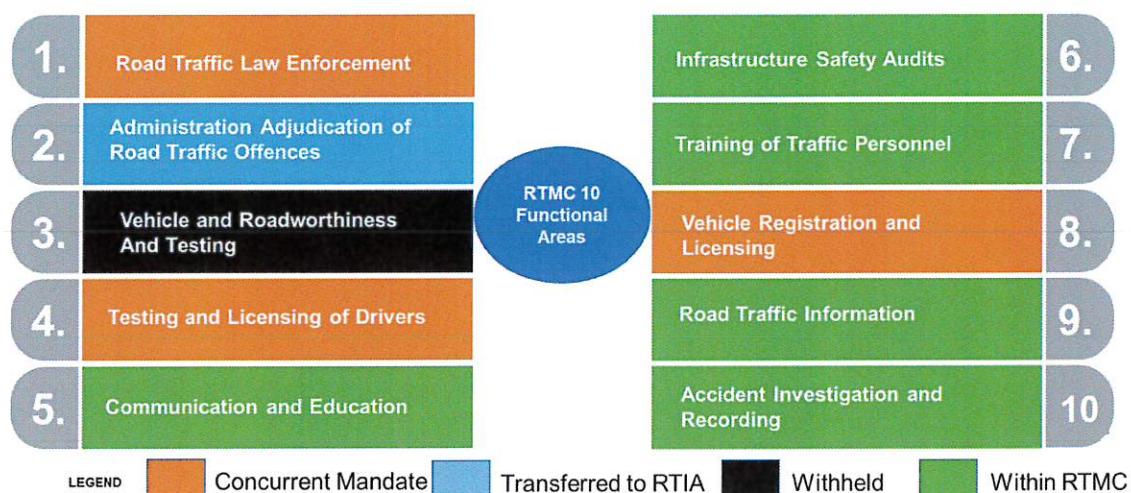 1.
Road Traffic Law Enforcement
2.
Administration Adjudication of
Road Traffic Offences
3.
Vehicle and Roadworthiness
And Testing
4.
Testing and Licensing of Drivers
5.
Communication and Education
RTMC 10
Functional
Areas
Infrastructure Safety Audits
6.
Training of Traffic Personnel
7.
Vehicle Registration and
Licensing
8.
Road Traffic Information
9.
Accident Investigation and
Recording
10
LEGEND
Concurrent Mandate
Transferred to RTIA
Withheld
Within RTMC